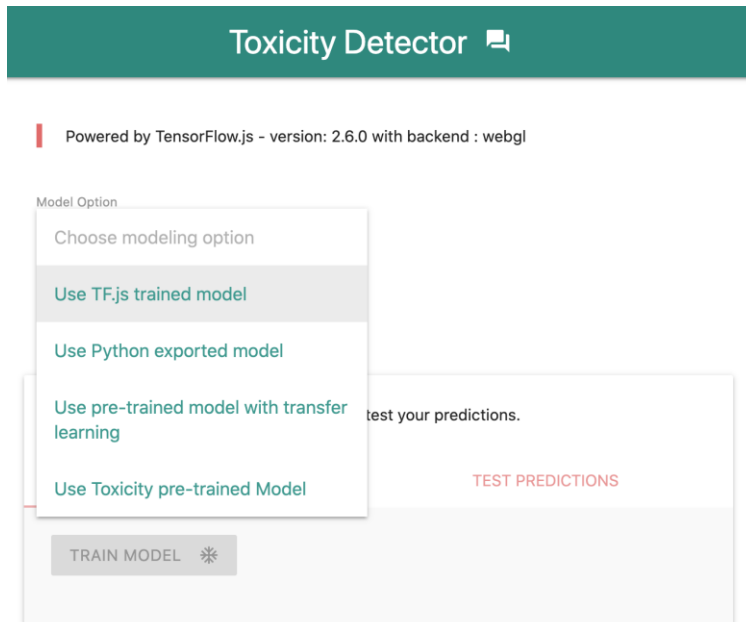 Toxicity Detector
Powered by TensorFlow.js - version: 2.6.0 with backend : webgl
Model Option
Choose modeling option
Use TF.js trained model
Use Python exported model
Use pre-trained model with transfer
learning
test your predictions.
Use Toxicity pre-trained Model
TEST PREDICTIONS
TRAIN MODEL